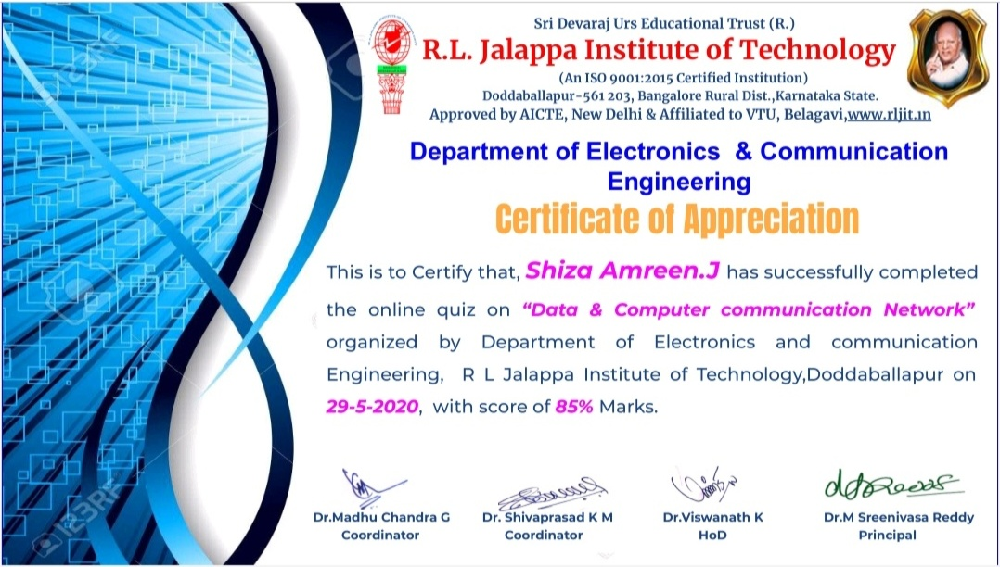 Sri Devaraj Urs Educational Trust (R.)
R.L. Jalappa Institute of Technology
(An ISO 9001:2015 Certified Institution)
Doddaballapur-561 203, Bangalore Rural Dist.,Karnataka State.
Approved by AICTE, New Delhi & Affiliated to VTU, Belagavi,www.rljit.in
Department of Electronics & Communication
Engineering
Certificate of Appreciation
This is to Certify that, Shiza Amreen.J has successfully completed
the online quiz on “Data & Computer communication Network”
organized by Department of Electronics and communication
Engineering, R L Jalappa Institute of Technology,Doddaballapur on
29-5-2020, with score of 85% Marks.
Dr.Madhu Chandra G
Coordinator
Dr. Shivaprasad K M
Coordinator
Dr.Viswanath K
HoD
Dr.M Sreenivasa Reddy
Principal
123RF